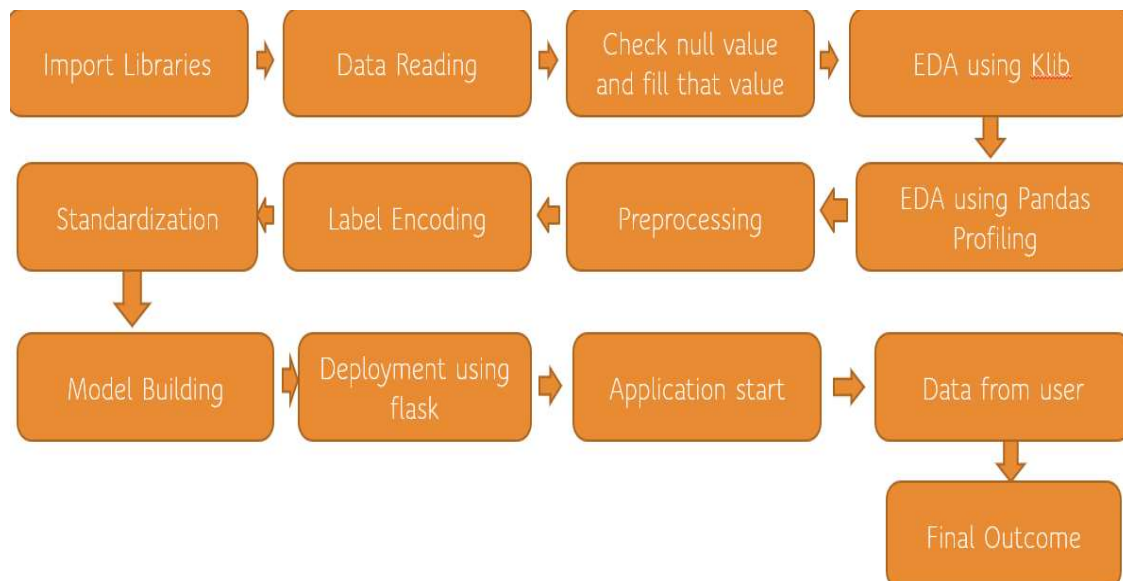 Import Libraries
Data Reading
Check null value
and fill that value
EDA using Klib
EDA using Pandas
Profiling
Preprocessing
Label Encoding
Standardization
Model Building
Deployment using
flask
Application start
Data from user
Final Outcome